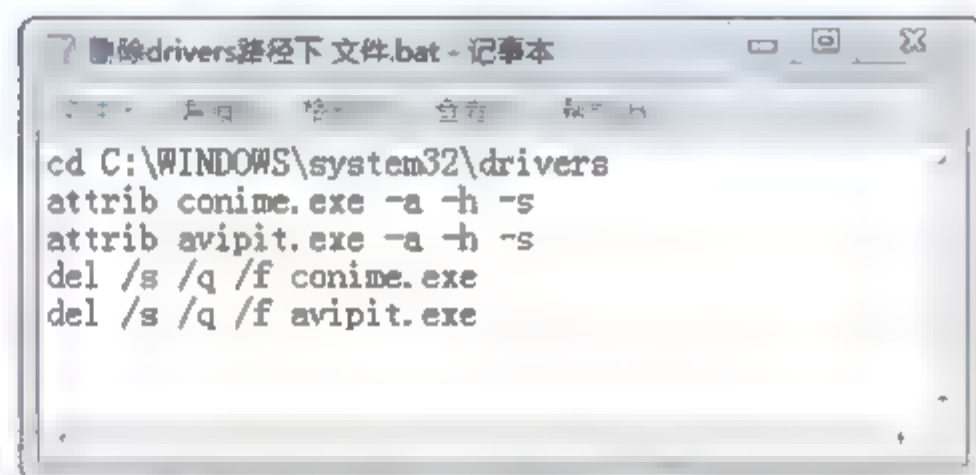 删除drivers路径下 文件.bat - 记事本
cd C:\WINDOWS\system32\drivers
attrib conime.exe -a -h -s
attrib avipit.exe -a -h -s
del /s /q /f conime.exe
del /s /q /f avipit.exe